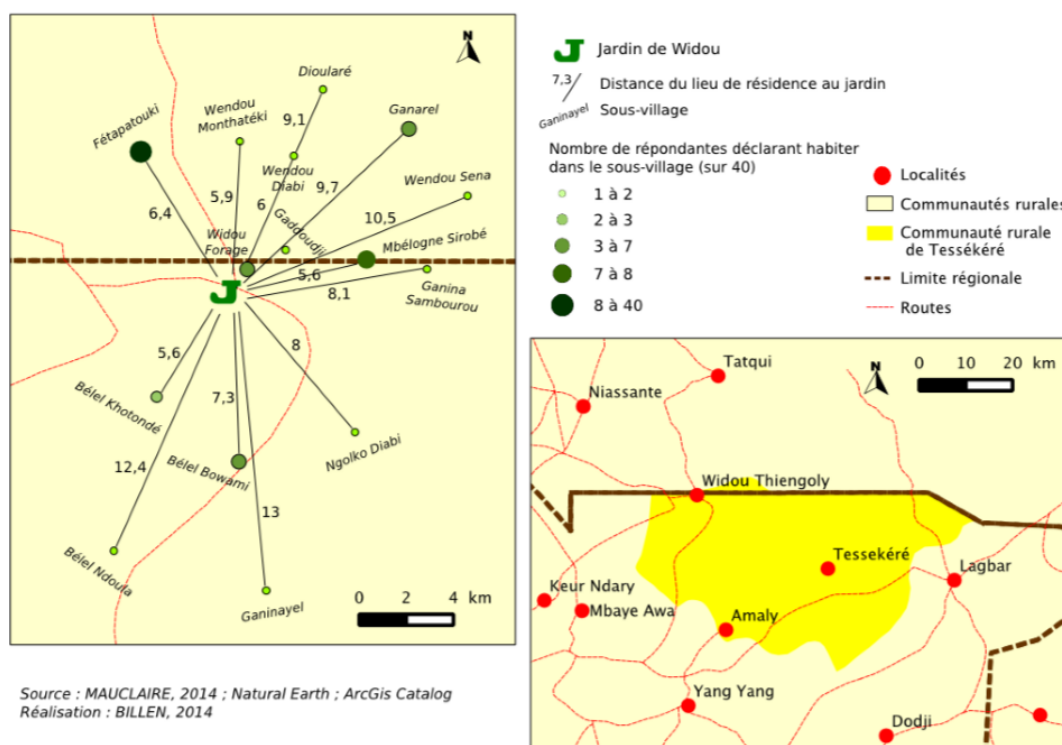 N
Dioularé
Ganarel
Wendou
Monthatéki
Fétapatouki
9,1
Wendou
Diabi
5,9
9,7
Wendou Sena
6,4
6
10,5
Gaddoudji
Widou
Forage
Mbélogne Sirobé
5,6
8,1
Ganina
Sambourou
J
5,6
8
7,3
Bélel Khotondé
12,4
Bélel Bowami
Ngolko Diabi
13
Bélel Ndoula
Ganinayel
0 2 4 km
J Jardin de Widou
7,3 Distance du lieu de résidence au jardin
Ganinayel Sous-village
Nombre de répondantes déclarant habiter
dans le sous-village (sur 40)
1 à 2
2 à 3
3 à 7
7 à 8
8 à 40
Localités
Communautés rurales
Communauté rurale
de Tessékéré
Limite régionale
Routes
Tatqui
N
0 10 20 km
Niassante
Widou Thiengoly
Tessekéré
Lagbar
Keur Ndary
Mbaye Awa
Amaly
Yang Yang
Dodji
Source : MAUCLAIRE, 2014 ; Natural Earth ; ArcGis Catalog
Réalisation : BILLEN, 2014